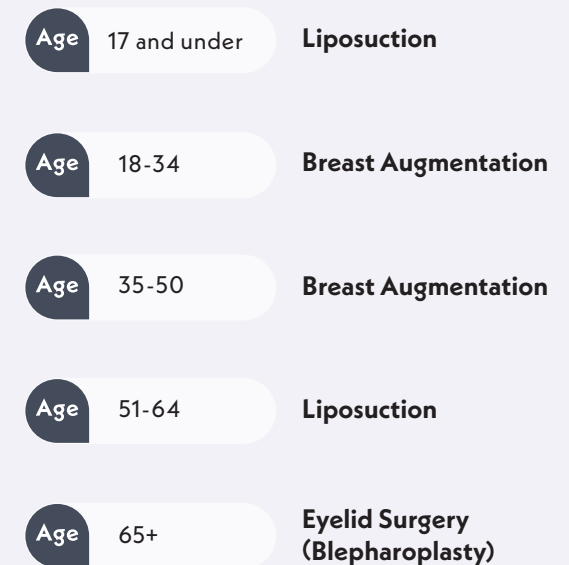 Age 17 and under Liposuction
Age 18-34 Breast Augmentation
Age 35-50 Breast Augmentation
Age 51-64 Liposuction
Age 65+ Eyelid Surgery
(Blepharoplasty)